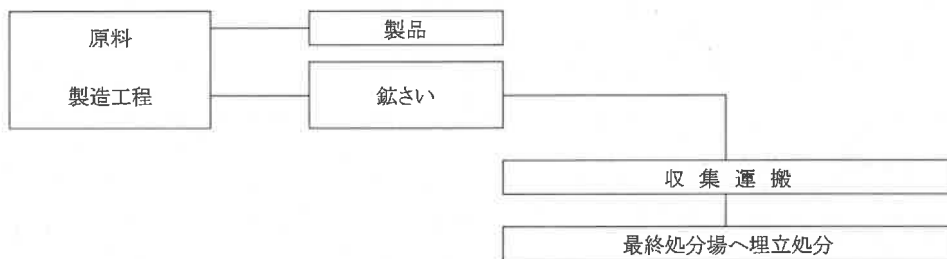 原料
製造工程
製品
鉱さい
収集運搬
最終処分場へ埋立処分